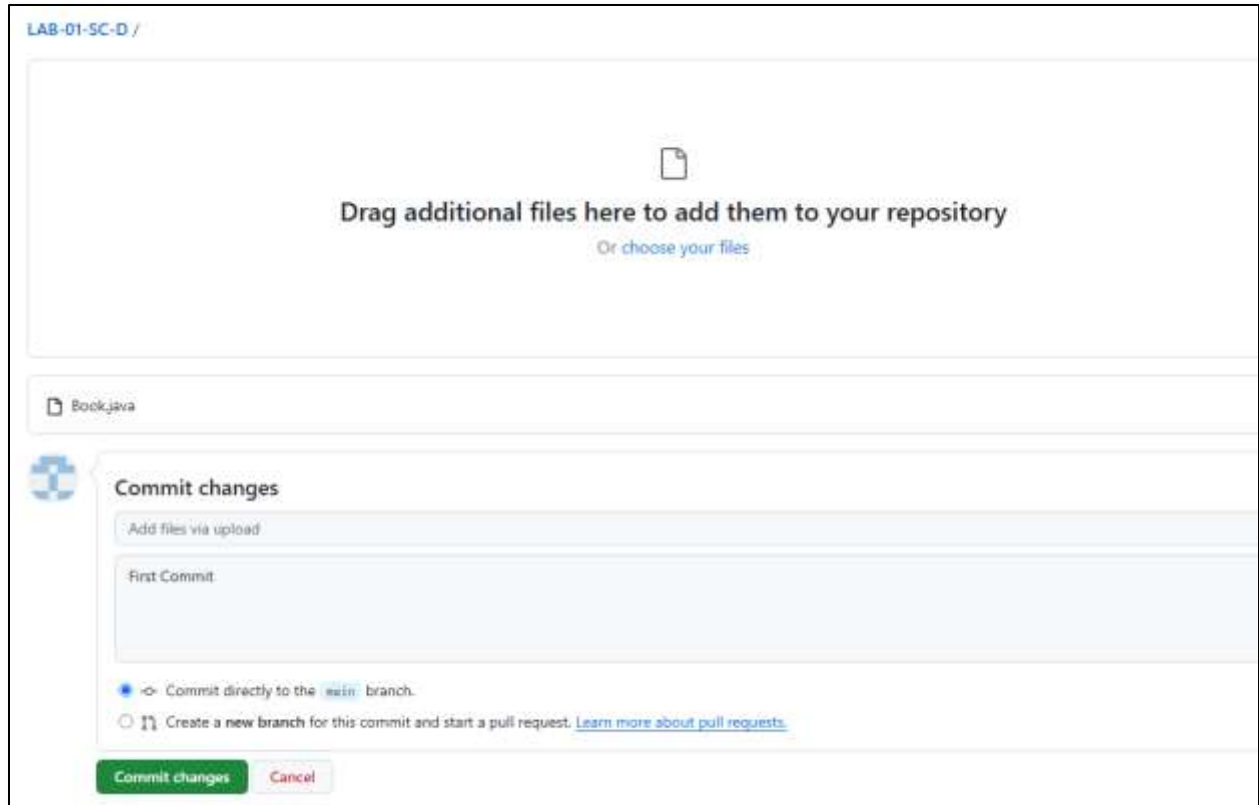 LAB-01-SC-D /
Drag additional files here to add them to your repository
Or choose your files
Book.java
Commit changes
Add files via upload
First Commit
Commit directly to the main branch.
Create a new branch for this commit and start a pull request. Learn more about pull requests.
Commit changes Cancel